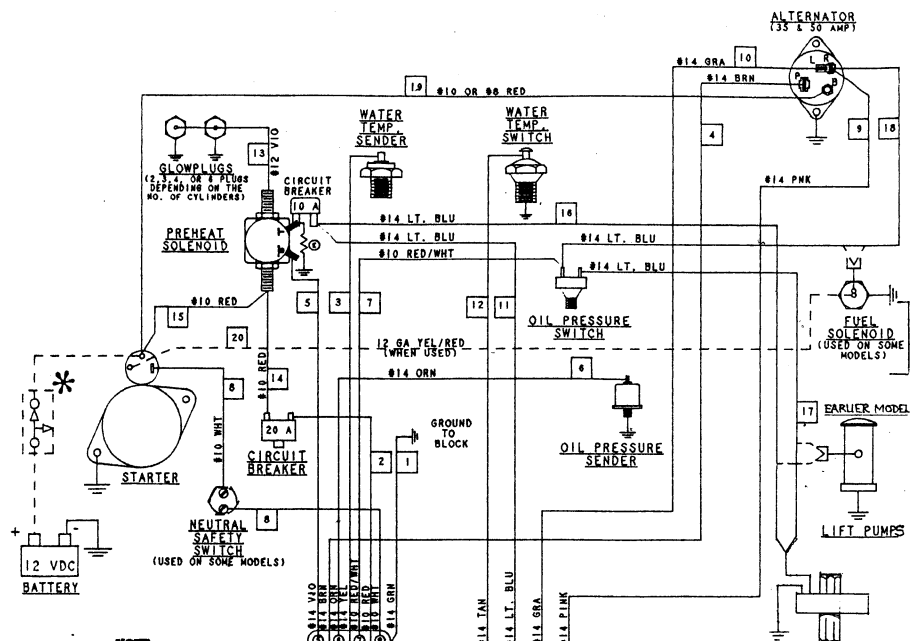 ALTERNATOR
(35 & 50 AMP)
#14 GRA
10
L
R
#14 BRN
P
B
19
#10 OR #8 RED
4
9
18
WATER
TEMP.
SENDER
WATER
TEMP.
SWITCH
13
#12 VIO
GLOWPLUGS
(2,3,4, OR 6 PLUGS
DEPENDING ON THE
NO. OF CYLINDERS)
CIRCUIT
BREAKER
10 A
#14 PNK
16
#14 LT. BLU
PREHEAT
SOLENOID
#14 LT. BLU
#14 LT. BLU
#10 RED/WHT
#14 LT. BLU
5
3
7
12
11
#10 RED
15
OIL PRESSURE
SWITCH
FUEL
SOLENOID
(USED ON SOME
MODELS)
20
12 GA YEL/RED
(WHEN USED)
8
#10 RED
14
#14 ORN
6
17
EARLIER MODEL
#10 WHT
20 A
CIRCUIT
BREAKER
GROUND
TO
BLOCK
2
1
OIL PRESSURE
SENDER
STARTER
8
NEUTRAL
SAFETY
SWITCH
(USED ON SOME MODELS)
LIFT PUMPS
+
-
12 VDC
BATTERY
#14 VIO
#14 BRN
#14 ORN
#14 YEL
#10 RED/WHT
#10 RED
#10 WHT
#14 GRN
#14 TAN
#14 LT. BLU
#14 GRA
#14 PINK